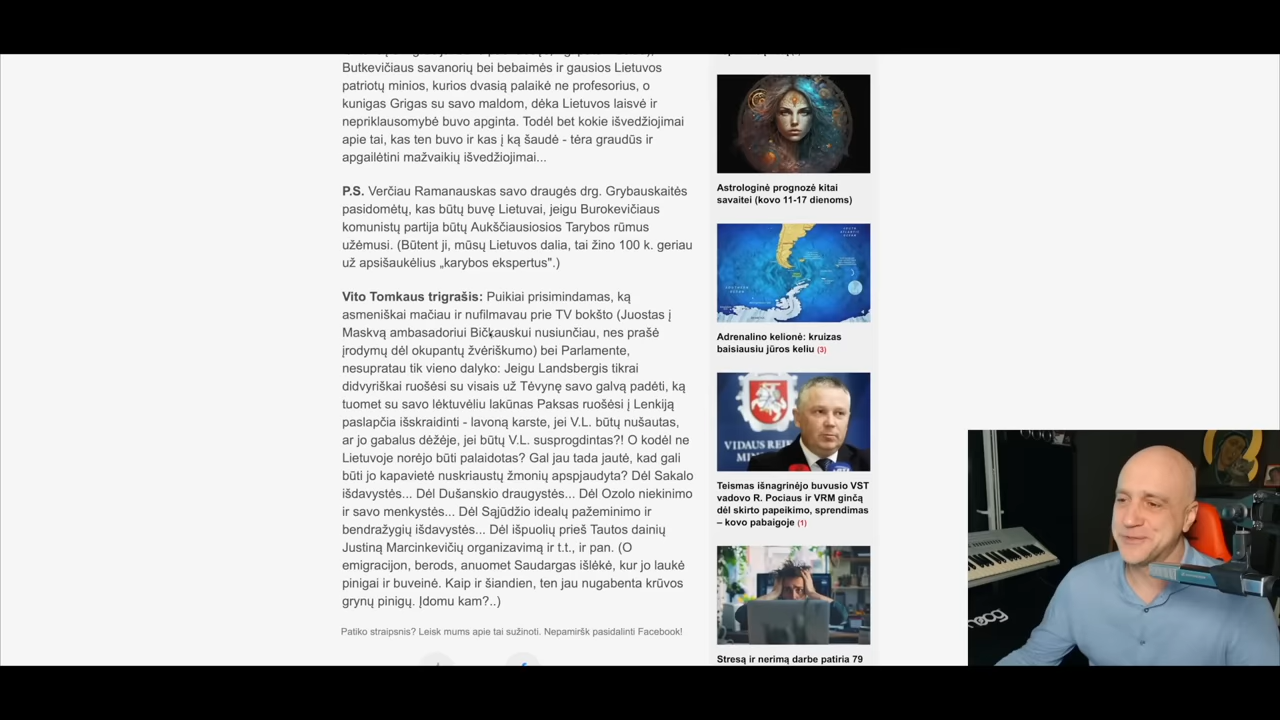 Butkevičiaus savanorių bei bebaimės ir gausios Lietuvos
patriotų minios, kurios dvasią palaikė ne profesorius, o
kunigas Grigas su savo maldom, dėka Lietuvos laisvė ir
nepriklausomybė buvo apginta. Todėl bet kokie išvedžiojimai
apie tai, kas ten buvo ir kas į ką šaudė - tėra graudūs ir
apgailėtini mažvaikių išvedžiojimai...
P.S. Verčiau Ramanauskas savo draugės drg. Grybauskaitės
pasidomėtų, kas būtų buvę Lietuvai, jeigu Burokevičiaus
komunistų partija būtų Aukščiausiosios Tarybos rūmus
užėmusi. (Būtent ji, mūsų Lietuvos dalia, tai žino 100 k. geriau
už apsišaukėlius „karybos ekspertus".)
Vito Tomkaus trigrašis: Puikiai prisimindamas, ką
asmeniškai mačiau ir nufilmavau prie TV bokšto (Juostas į
Maskvą ambasadoriui Bičkauskui nusiunčiau, nes prašė
įrodymų dėl okupantų žvėriškumo) bei Parlamente,
nesupratau tik vieno dalyko: Jeigu Landsbergis tikrai
didvyriškai ruošėsi su visais už Tėvynę savo galvą padėti, ką
tuomet su savo lėktuvėliu lakūnas Paksas ruošėsi į Lenkiją
paslapčia išskraidinti - lavoną karste, jei V.L. būtų nušautas,
ar jo gabalus dėžėje, jei būtų V.L. susprogdintas?! O kodėl ne
Lietuvoje norėjo būti palaidotas? Gal jau tada jautė, kad gali
būti jo kapavietė nuskriaustų žmonių apspjaudyta? Dėl Sakalo
išdavystės... Dėl Dušanskio draugystės... Dėl Ozolo niekinimo
ir savo menkystės... Dėl Sąjūdžio idealų pažeminimo ir
bendražygių išdavystės... Dėl išpuolių prieš Tautos dainių
Justiną Marcinkevičių organizavimą ir t.t., ir pan. (O
emigracijon, berods, anuomet Saudargas išlėkė, kur jo laukė
pinigai ir buveinė. Kaip ir šiandien, ten jau nugabenta krūvos
grynų pinigų. Įdomu kam?..)
Patiko straipsnis? Leisk mums apie tai sužinoti. Nepamiršk pasidalinti Facebook!
Astrologinė prognozė kitai
savaitei (kovo 11-17 dienoms)
Adrenalino kelionė: kruizas
baisiausiu jūros keliu (3)
VIDAUS REI
Teismas išnagrinėjo buvusio VST
vadovo R. Pociaus ir VRM ginčą
dėl skirto papeikimo, sprendimas
– kovo pabaigoje (1)
Stresą ir nerimą darbe patiria 79
moog